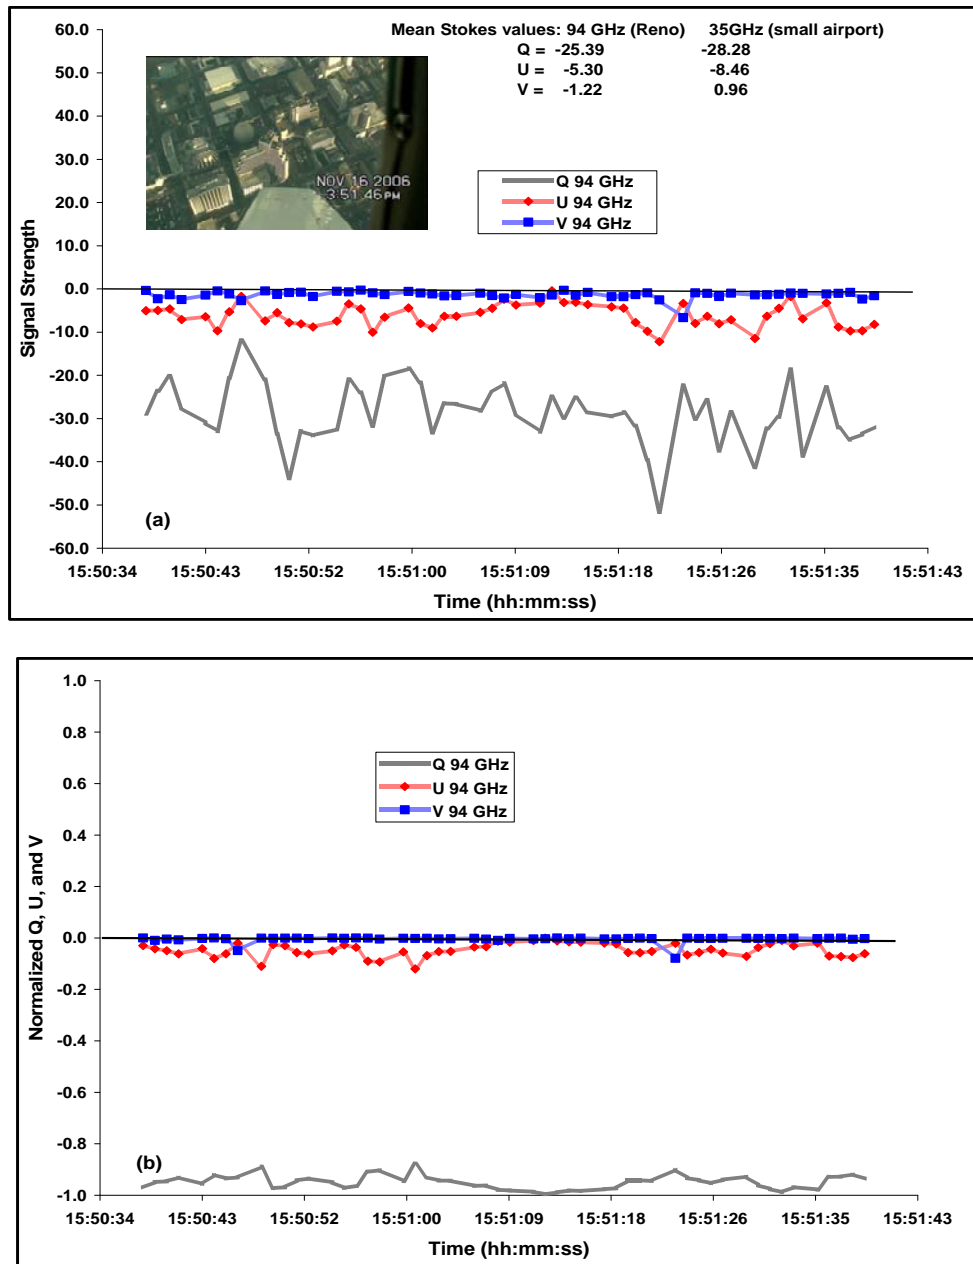 Mean Stokes values: 94 GHz (Reno) 35GHz (small airport)
Q = -25.39 -28.28
U = -5.30 -8.46
V = -1.22 0.96
60.0
50.0
40.0
30.0
20.0
10.0
0.0
-10.0
-20.0
-30.0
-40.0
-50.0
-60.0
Signal Strength
NOV 16 2006
3:51:46 PM
Q 94 GHz
U 94 GHz
V 94 GHz
(a)
15:50:34 15:50:43 15:50:52 15:51:00 15:51:09 15:51:18 15:51:26 15:51:35 15:51:43
Time (hh:mm:ss)
1.0
0.8
0.6
0.4
0.2
0.0
-0.2
-0.4
-0.6
-0.8
-1.0
Normalized Q, U, and V
Q 94 GHz
U 94 GHz
V 94 GHz
(b)
15:50:34 15:50:43 15:50:52 15:51:00 15:51:09 15:51:18 15:51:26 15:51:35 15:51:43
Time (hh:mm:ss)